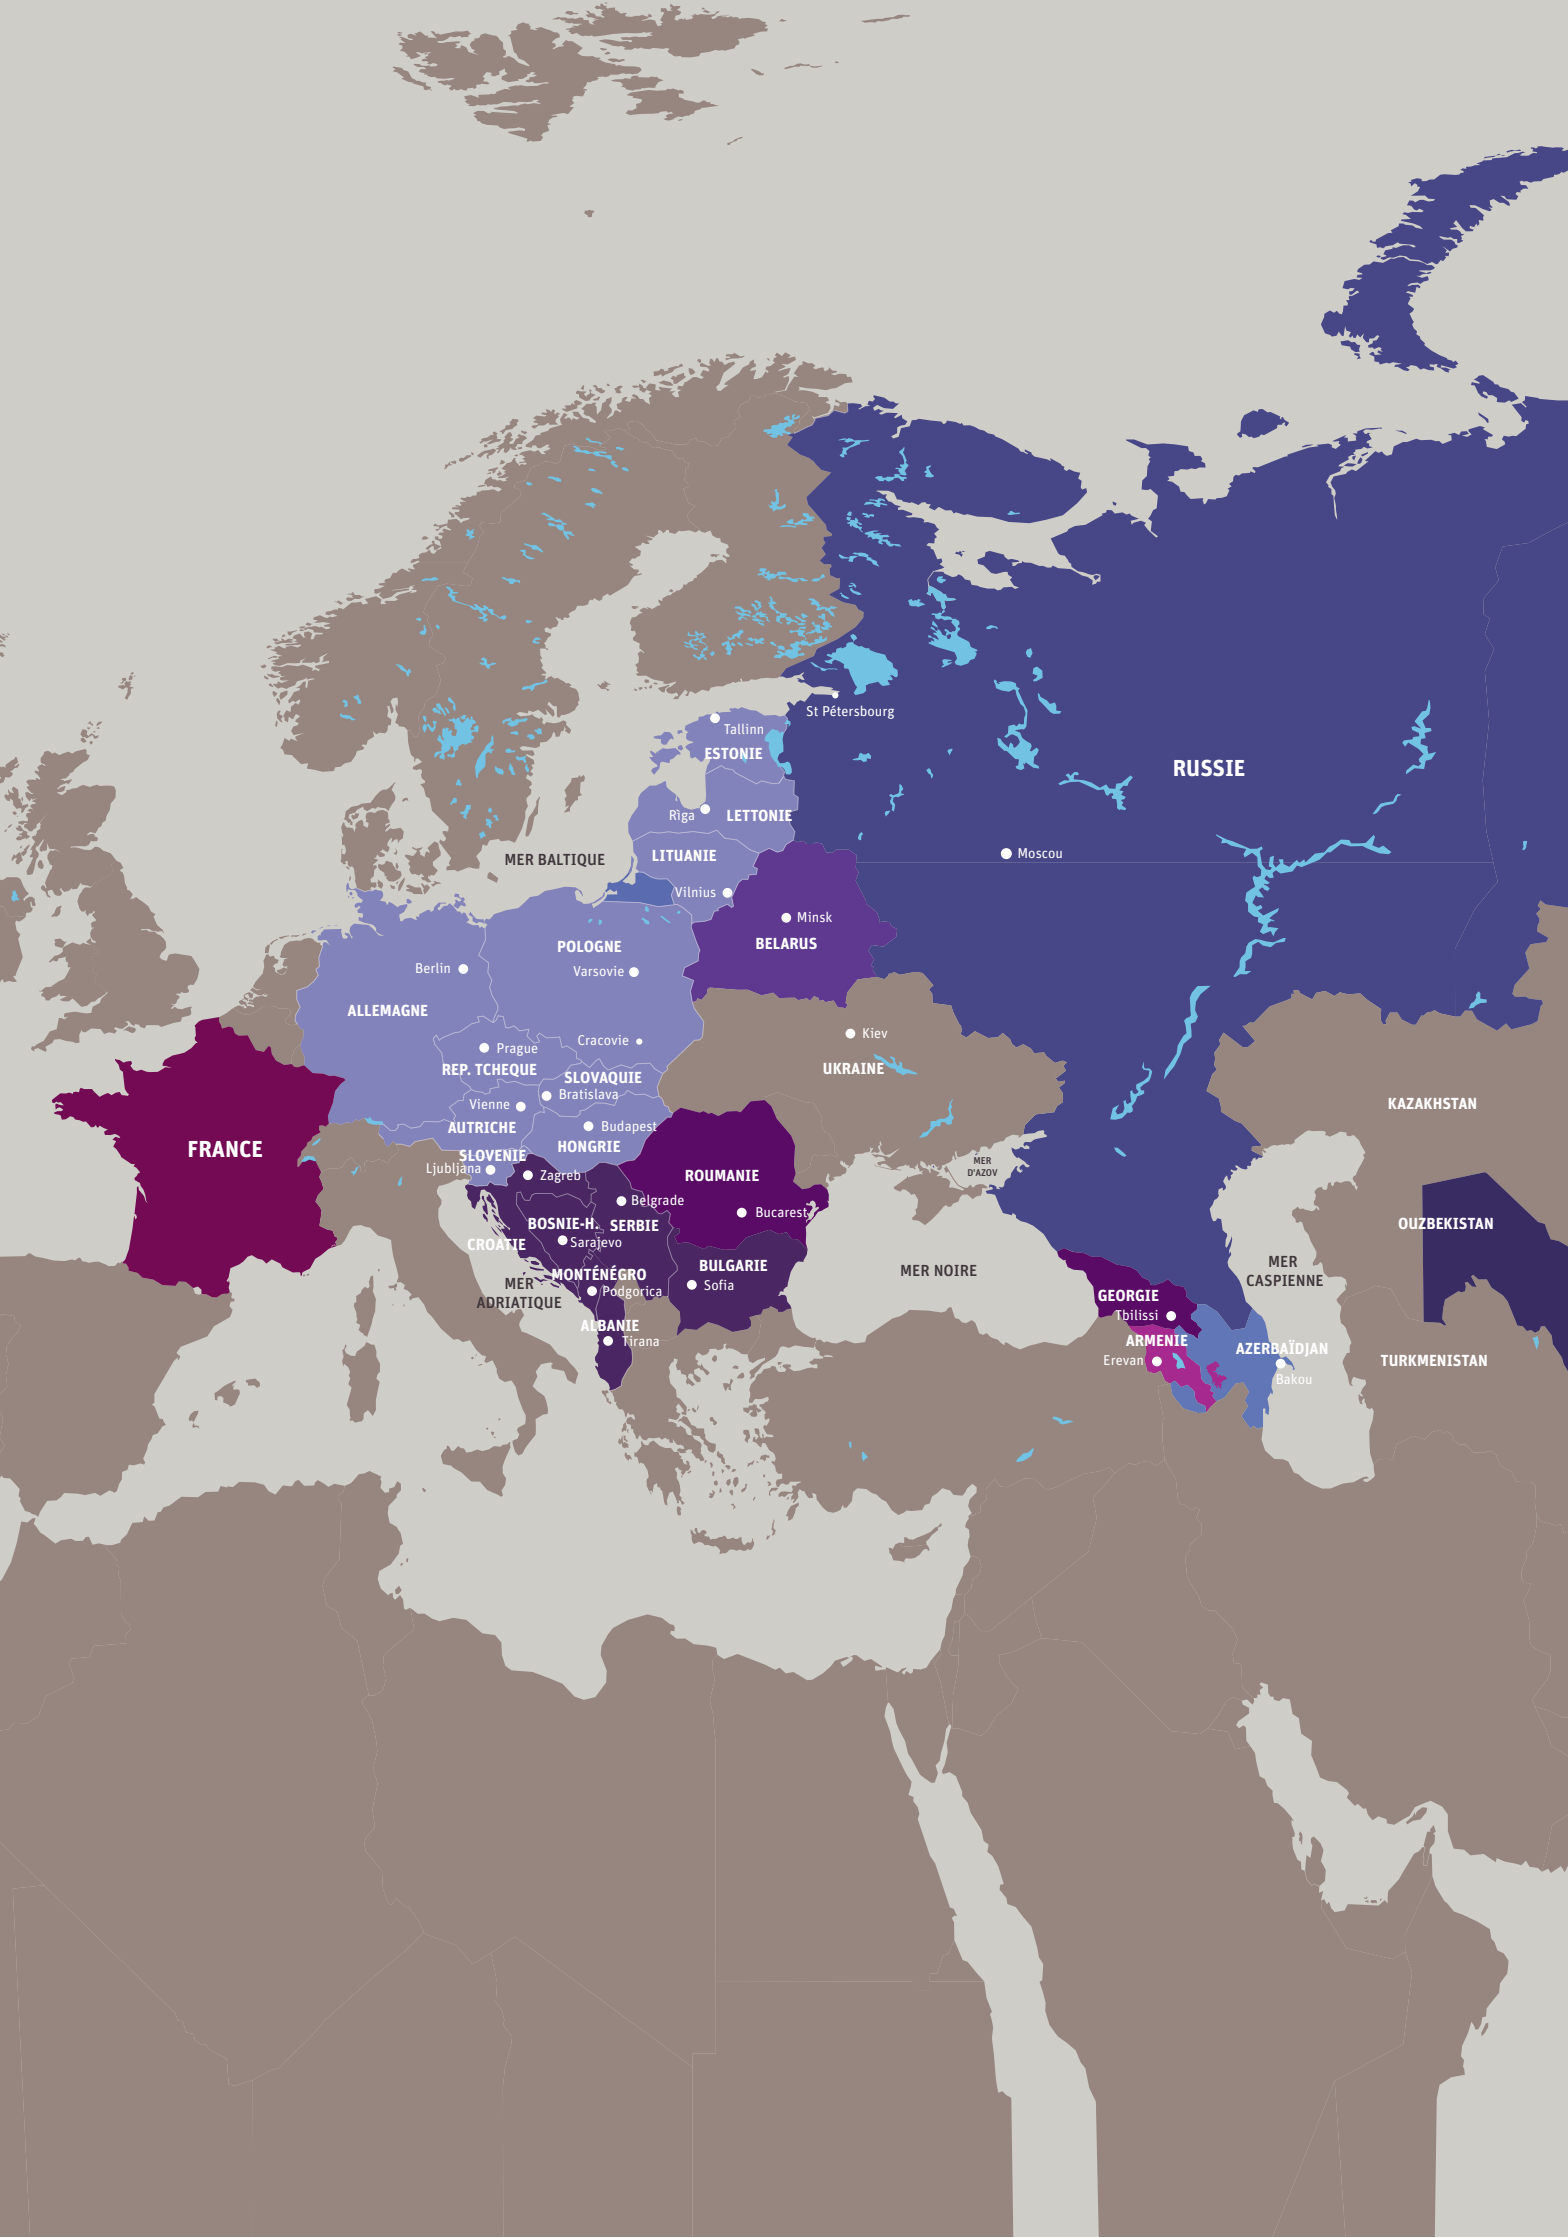 St Pétersbourg
Tallinn
ESTONIE
RUSSIE
Rìga
LETTONIE
MER BALTIQUE
LITUANIE
Moscou
Vilnius
Minsk
BELARUS
POLOGNE
Berlin
Varsovie
ALLEMAGNE
Kiev
Cracovie
Prague
REP. TCHEQUE
UKRAINE
SLOVAQUIE
Bratislava
KAZAKHSTAN
Vienne
AUTRICHE
Budapest
HONGRIE
FRANCE
SLOVENIE
Ljubljana
Zagreb
MER
D'AZOV
ROUMANIE
Belgrade
Bucarest
BOSNIE-H.
SERBIE
OUZBEKISTAN
Sarajevo
CROATIE
BULGARIE
MER NOIRE
MER
CASPIENNE
MONTÉNÉGRO
MER
ADRIATIQUE
Sofia
Podgorica
GEORGIE
Tbilissi
ALBANIE
Tirana
ARMENIE
AZERBAÏDJAN
Erevan
TURKMENISTAN
Bakou